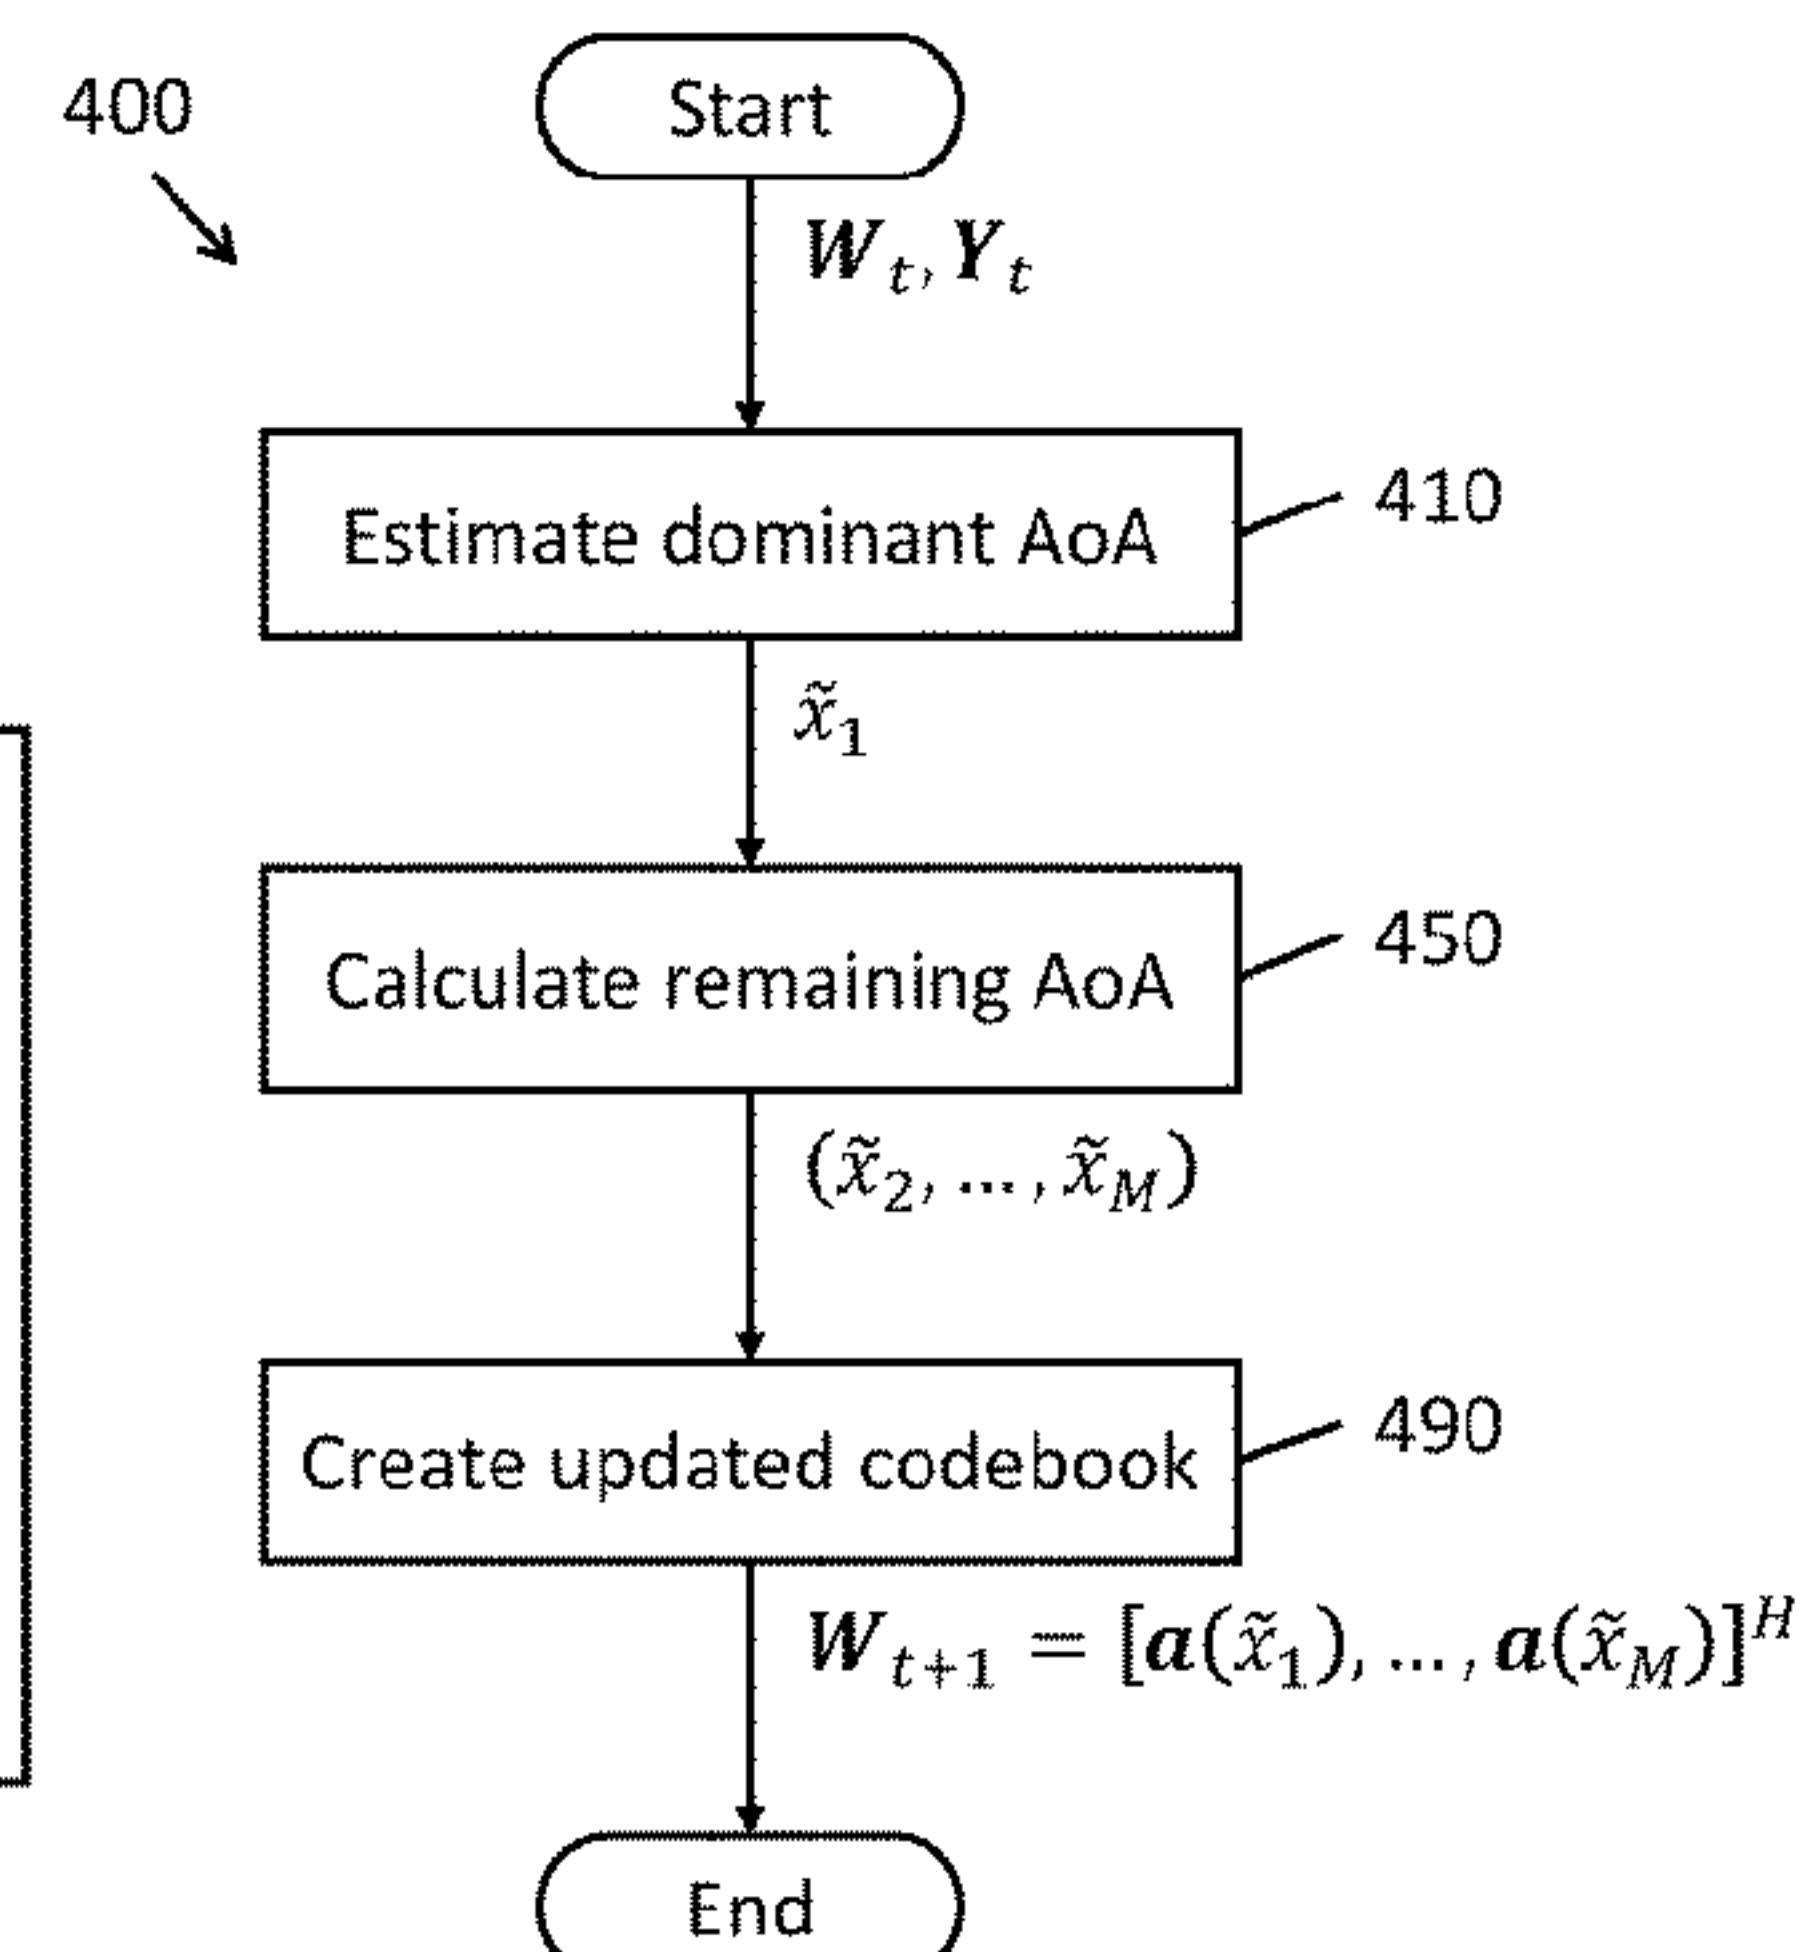 400
Start
W_t, Y_t
Estimate dominant AoA
410
x̃_1
Calculate remaining AoA
450
(x̃_2, ..., x̃_M)
Create updated codebook
490
W_{t+1} = [a(x̃_1), ..., a(x̃_M)]^H
End